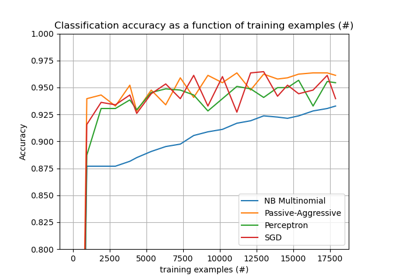 Classification accuracy as a function of training examples (#)
1.000
0.975
0.950
0.925
0.900
0.875
0.850
0.825
0.800
Accuracy
0
2500
5000
7500
10000
12500
15000
17500
training examples (#)
NB Multinomial
Passive-Aggressive
Perceptron
SGD